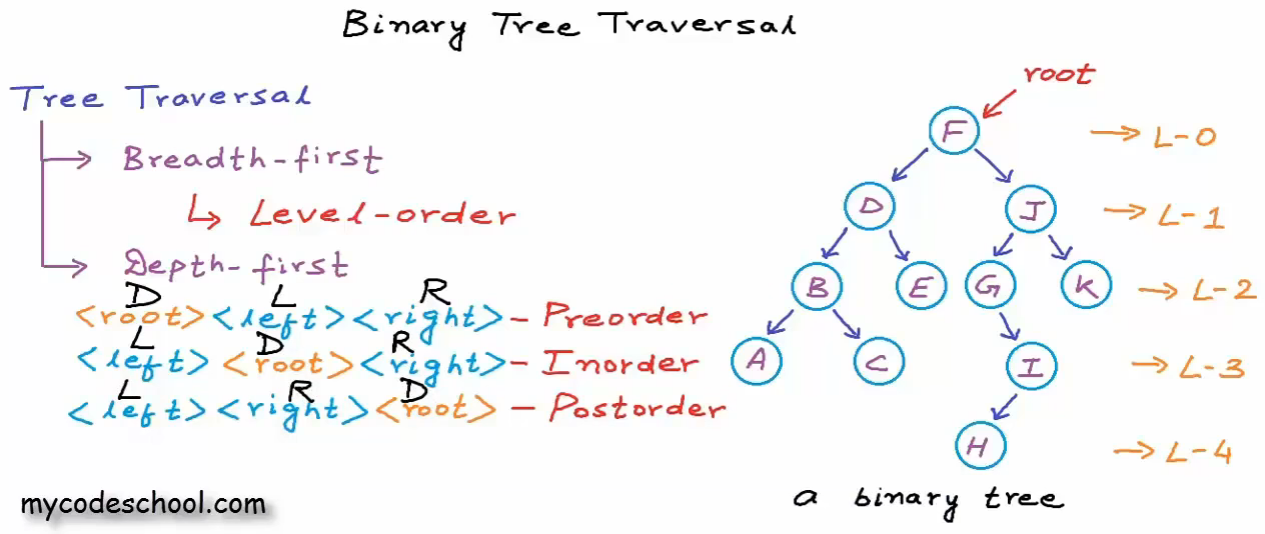 Binary Tree Traversal
Tree Traversal
Breadth-first
Level-order
Depth-first
D L R
<root><left><right>-Preorder
L D R
<left><root><right>-Inorder
L R D
<left><right><root>-Postorder
mycodeschool.com
root
F
L-0
D J
L-1
B E G K
L-2
A C I
L-3
H
L-4
a binary tree